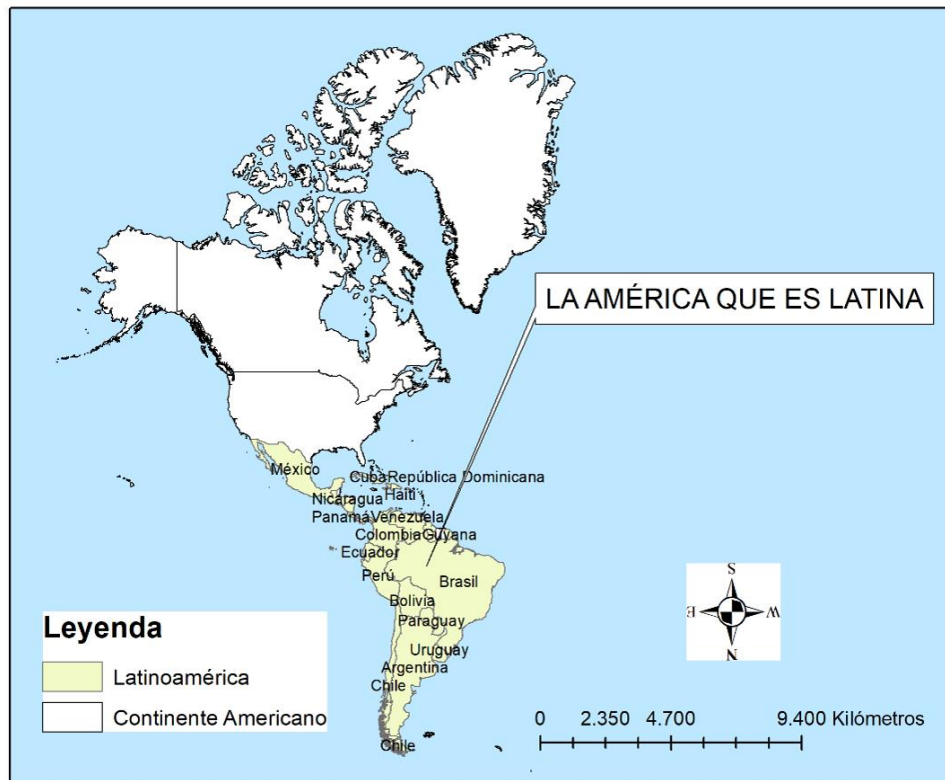 LA AMÉRICA QUE ES LATINA
México
Cuba
República Dominicana
Nicaragua
Haití
Panamá
Venezuela
Colombia
Guyana
Ecuador
Perú
Brasil
Bolivia
Paraguay
Uruguay
Argentina
Chile
Chile
S
E
W
N
Leyenda
Latinoamérica
Continente Americano
0 2.350 4.700 9.400 Kilómetros